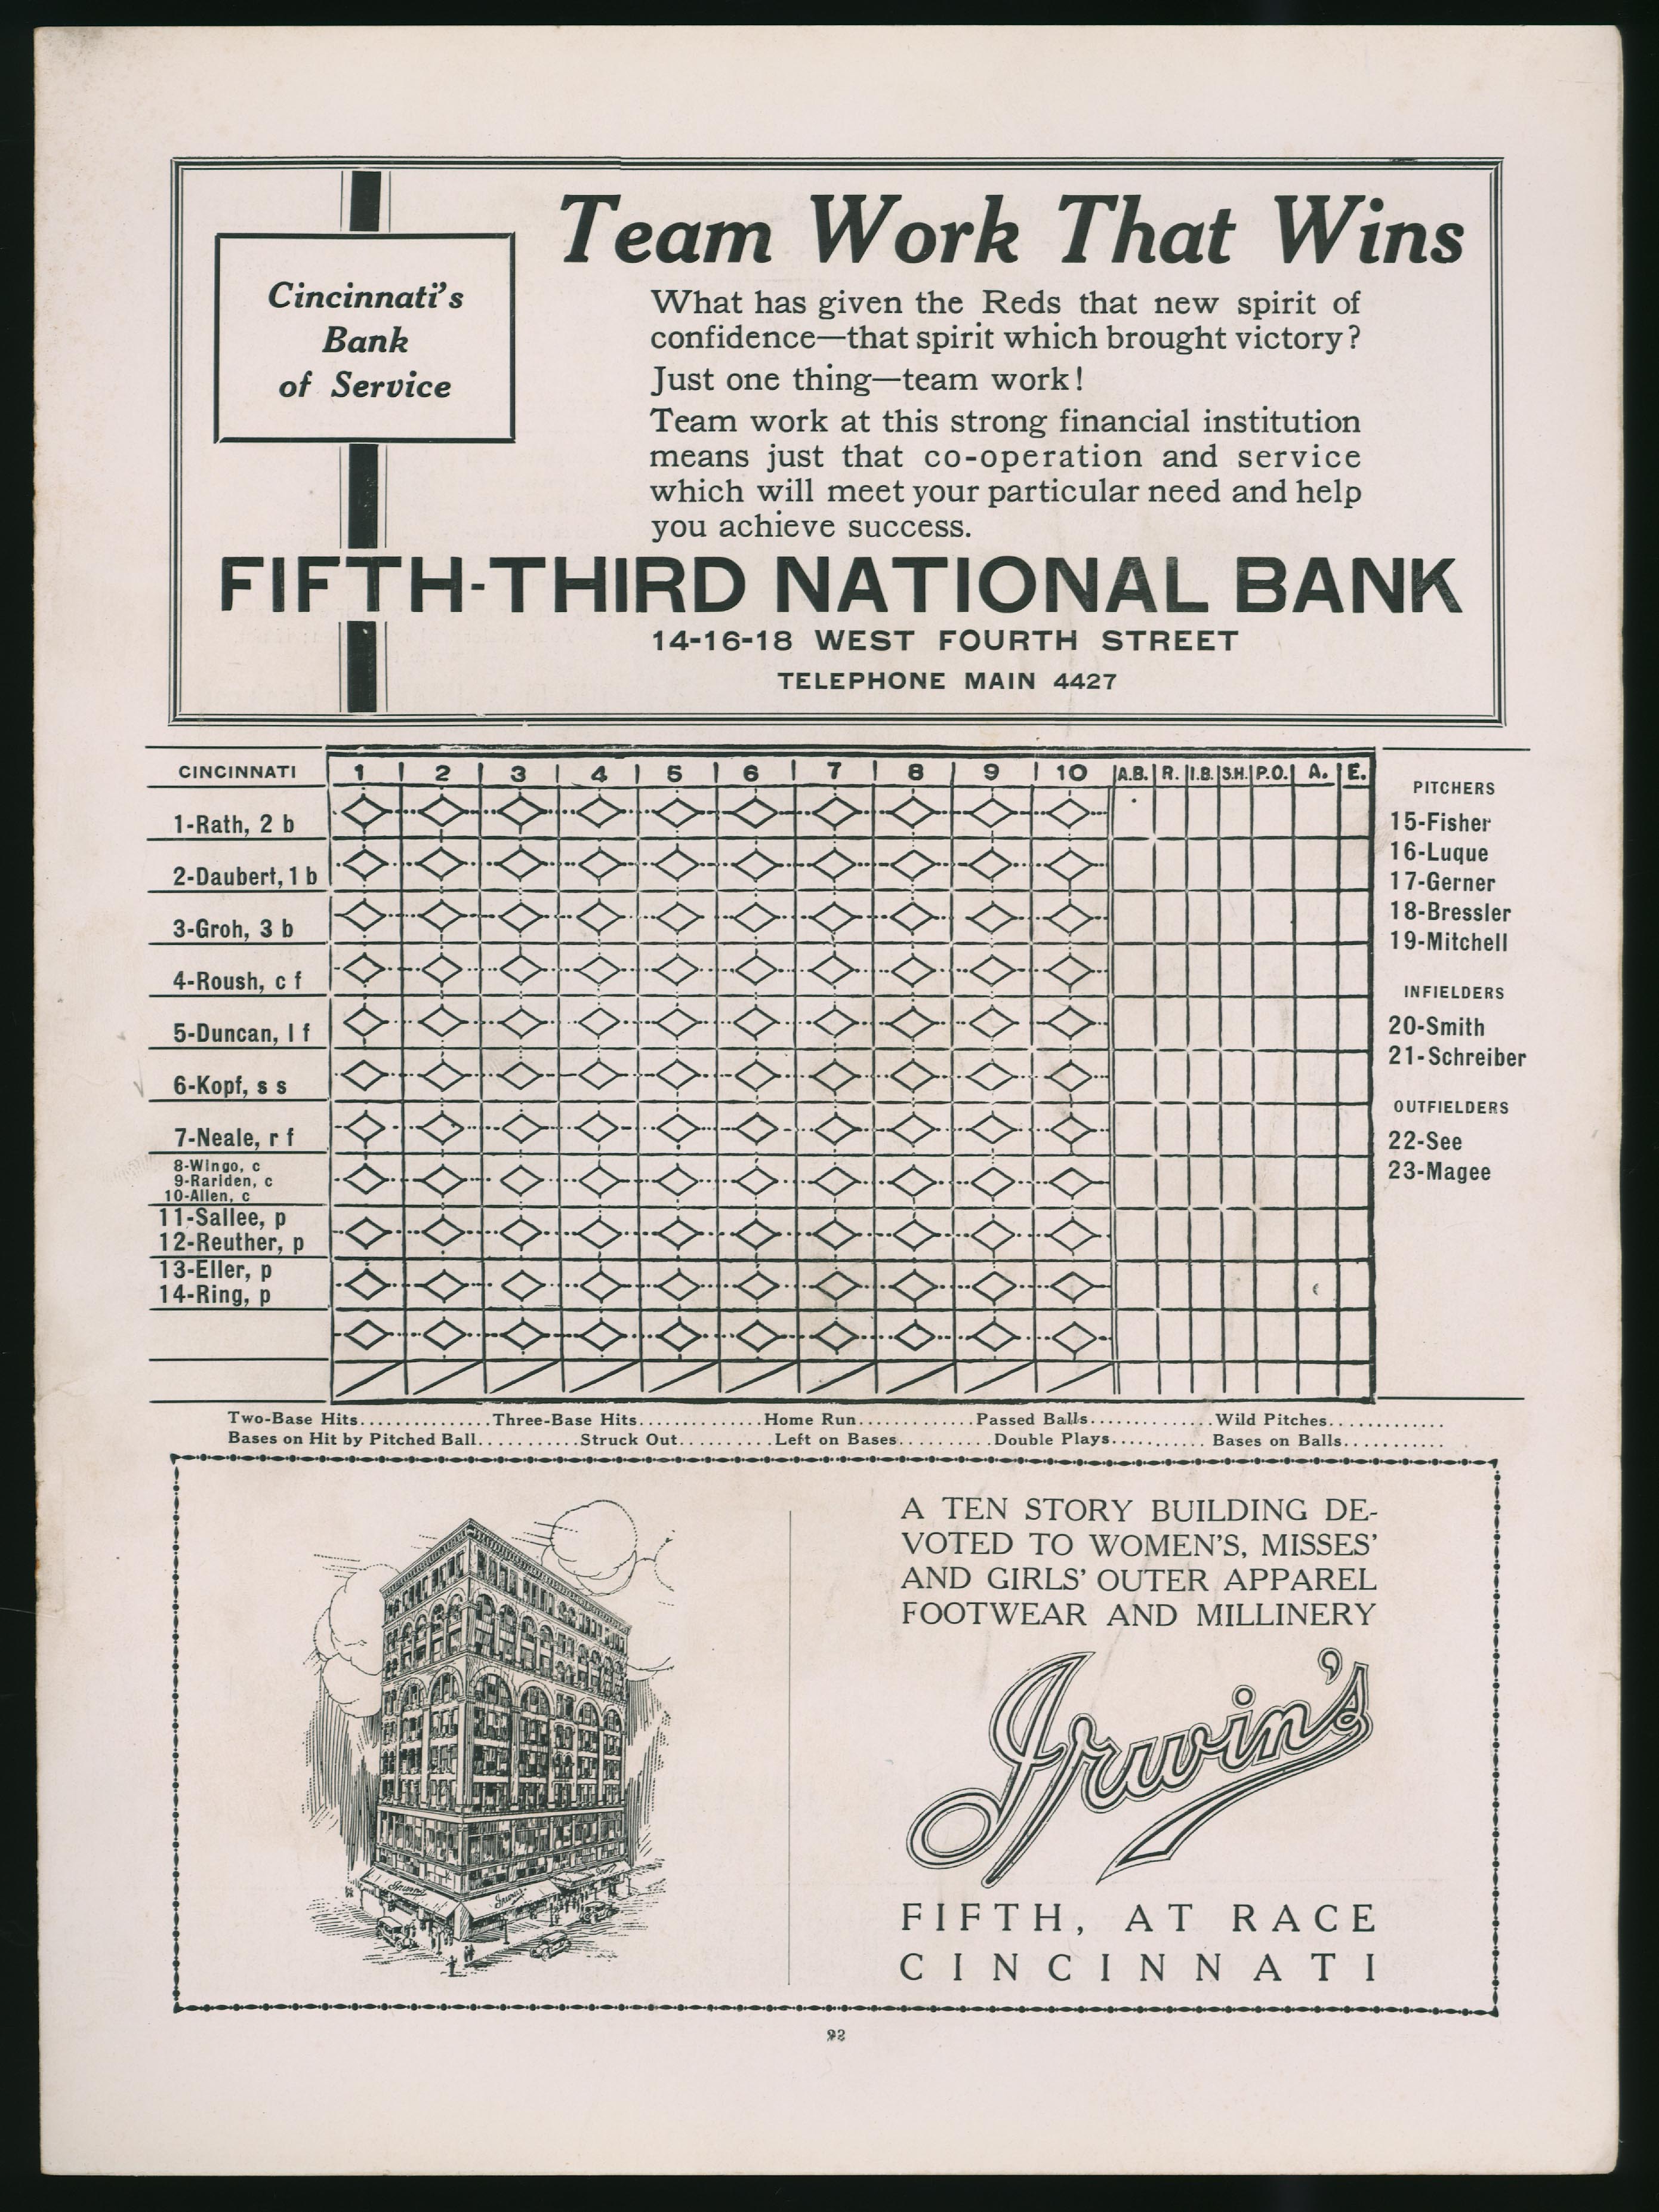 Cincinnati's
Bank
of Service
Team Work That Wins
What has given the Reds that new spirit of
confidence—that spirit which brought victory?
Just one thing—team work!
Team work at this strong financial institution
means just that co-operation and service
which will meet your particular need and help
you achieve success.
FIFTH-THIRD NATIONAL BANK
14-16-18 WEST FOURTH STREET
TELEPHONE MAIN 4427
CINCINNATI 1 2 3 4 5 6 7 8 9 10 A.B. R. I.B. S.H. P.O. A. E.
1-Rath, 2 b
2-Daubert, 1 b
3-Groh, 3 b
4-Roush, c f
5-Duncan, l f
6-Kopf, s s
7-Neale, r f
8-Wingo, c
9-Rariden, c
10-Allen, c
11-Sallee, p
12-Reuther, p
13-Eller, p
14-Ring, p
PITCHERS
15-Fisher
16-Luque
17-Gerner
18-Bressler
19-Mitchell
INFIELDERS
20-Smith
21-Schreiber
OUTFIELDERS
22-See
23-Magee
Two-Base Hits...............Three-Base Hits..............Home Run.............Passed Balls..............Wild Pitches.............
Bases on Hit by Pitched Ball...........Struck Out..........Left on Bases..........Double Plays........... Bases on Balls...........
A TEN STORY BUILDING DE-
VOTED TO WOMEN'S, MISSES'
AND GIRLS' OUTER APPAREL
FOOTWEAR AND MILLINERY
Irwin's
FIFTH, AT RACE
CINCINNATI
Irwin's
Irwin's